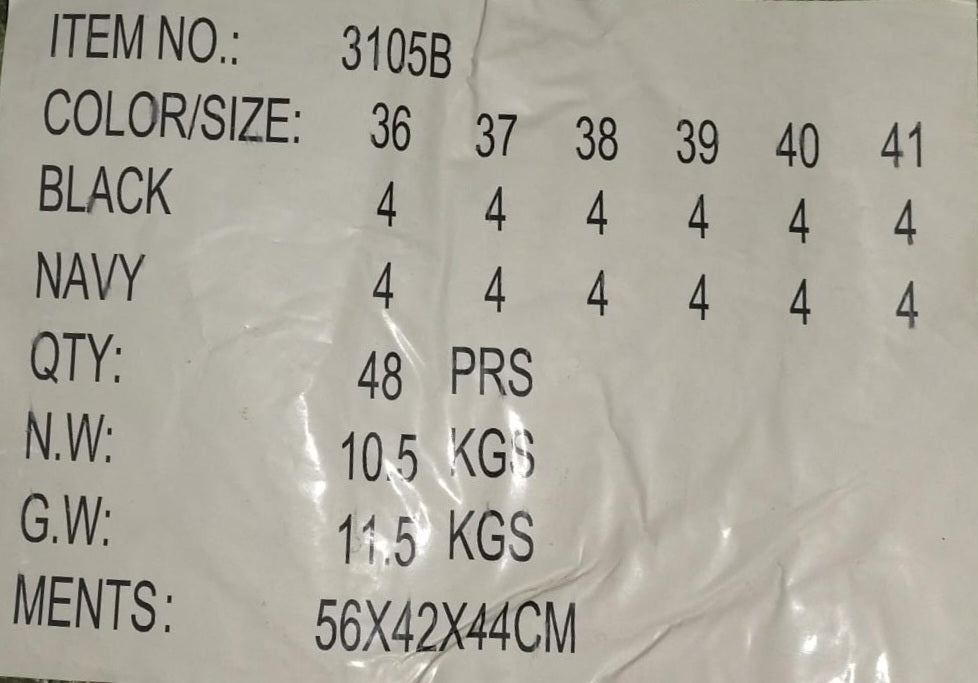 ITEM NO.: 3105B
COLOR/SIZE: 36 37 38 39 40 41
BLACK 4 4 4 4 4 4
NAVY 4 4 4 4 4 4
QTY: 48 PRS
N.W: 10.5 KGS
G.W: 11.5 KGS
MENTS: 56X42X44CM